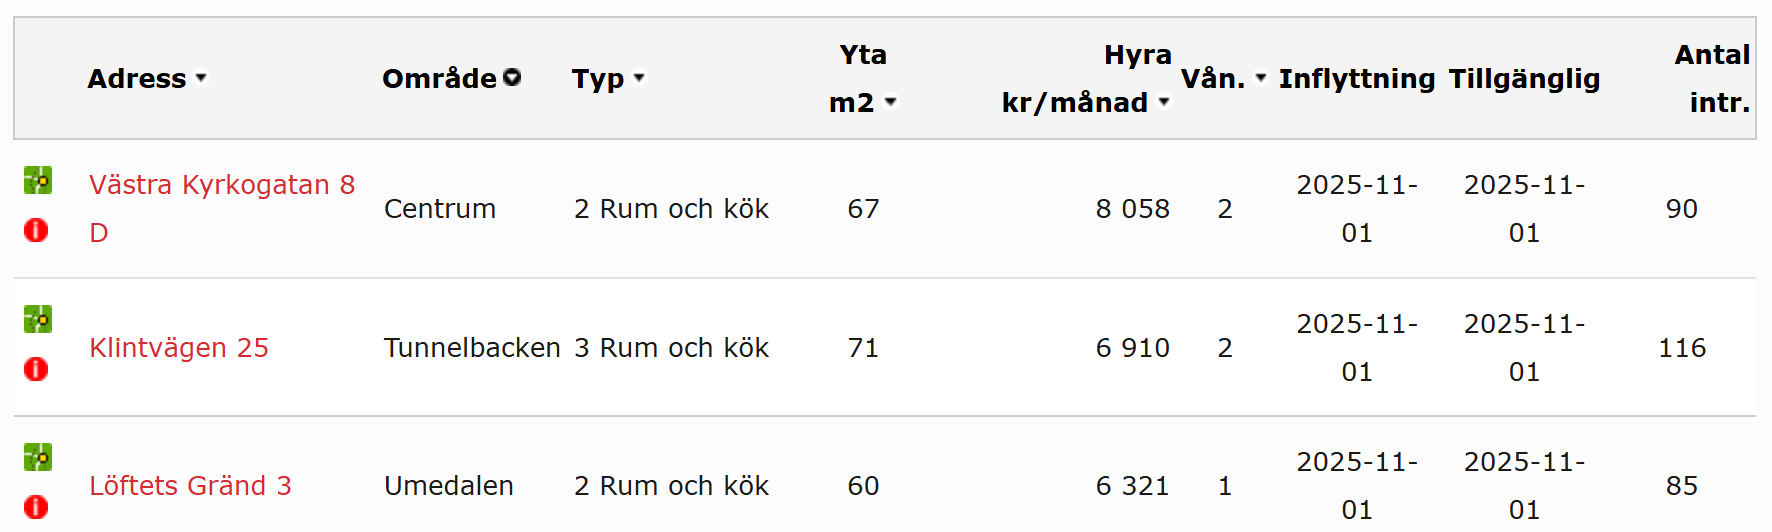 Adress Område Typ Yta m2 Hyra kr/månad Vån. Inflyttning Tillgänglig Antal intr.
Västra Kyrkogatan 8 D Centrum 2 Rum och kök 67 8 058 2 2025-11-01 2025-11-01 90
Klintvägen 25 Tunnelbacken 3 Rum och kök 71 6 910 2 2025-11-01 2025-11-01 116
Löftets Gränd 3 Umedalen 2 Rum och kök 60 6 321 1 2025-11-01 2025-11-01 85